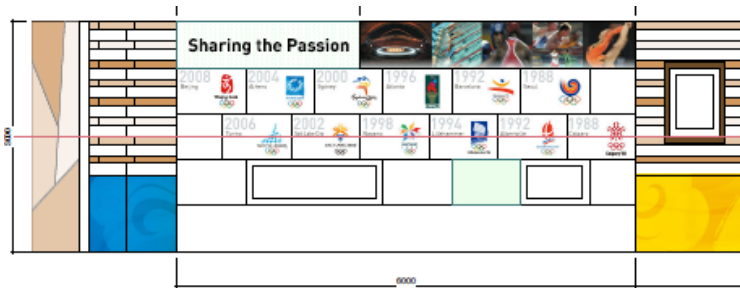 Sharing the Passion
2008 2004 2000 1996 1992 1988
Beijing Athens Sydney Atlanta Barcelona Seoul
2006 2002 1998 1994 1992 1988
Torino Salt Lake City Nagano Lillehammer Albertville Calgary
6000